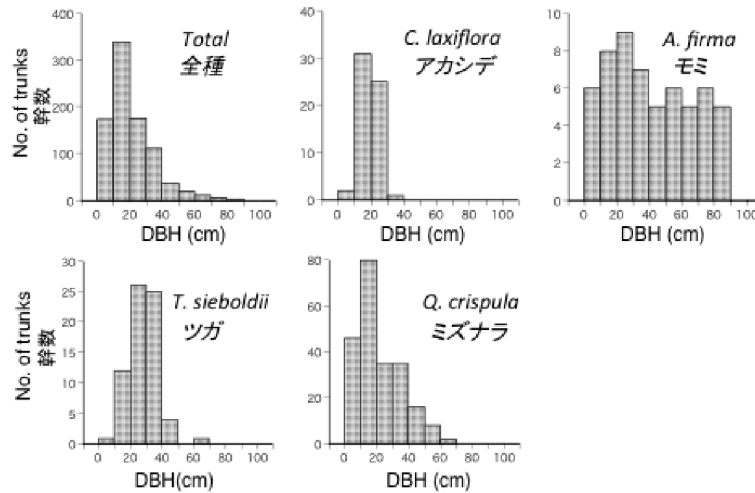 Total
全種
No. of trunks
幹数
400
300
200
100
0
0 20 40 60 80 100
DBH (cm)
C. laxiflora
アカシデ
40
30
20
10
0
0 20 40 60 80 100
DBH (cm)
A. firma
モミ
10
8
6
4
2
0
0 20 40 60 80 100
DBH (cm)
T. sieboldii
ツガ
No. of trunks
幹数
30
25
20
15
10
5
0
0 20 40 60 80 100
DBH(cm)
Q. crispula
ミズナラ
80
60
40
20
0
0 20 40 60 80 100
DBH (cm)